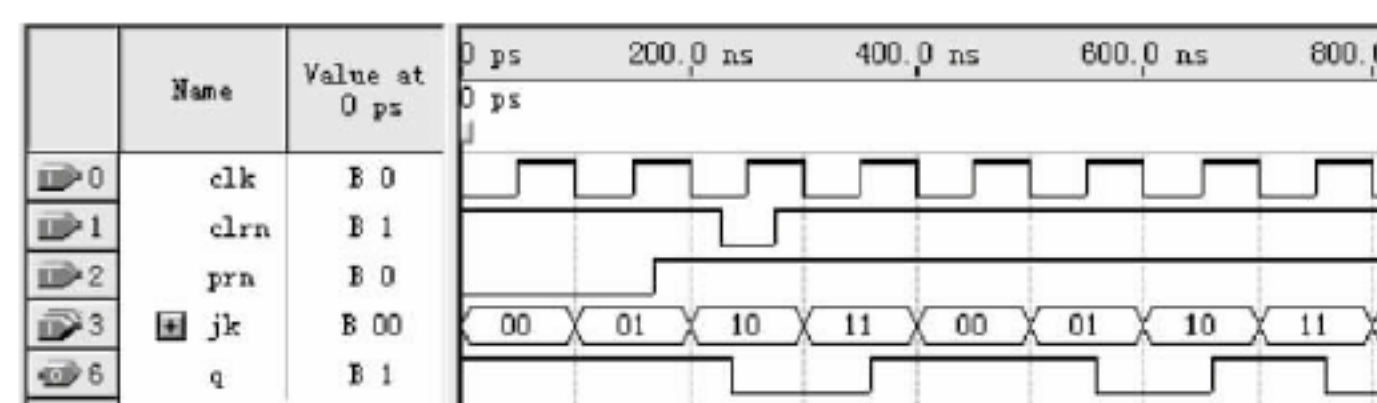 Name Value at 0 ps
0 ps 200.0 ns 400.0 ns 600.0 ns 800.
0 ps
0 clk B 0
1 clrn B 1
2 prn B 0
3 jk B 00 00 01 10 11 00 01 10 11
6 q B 1